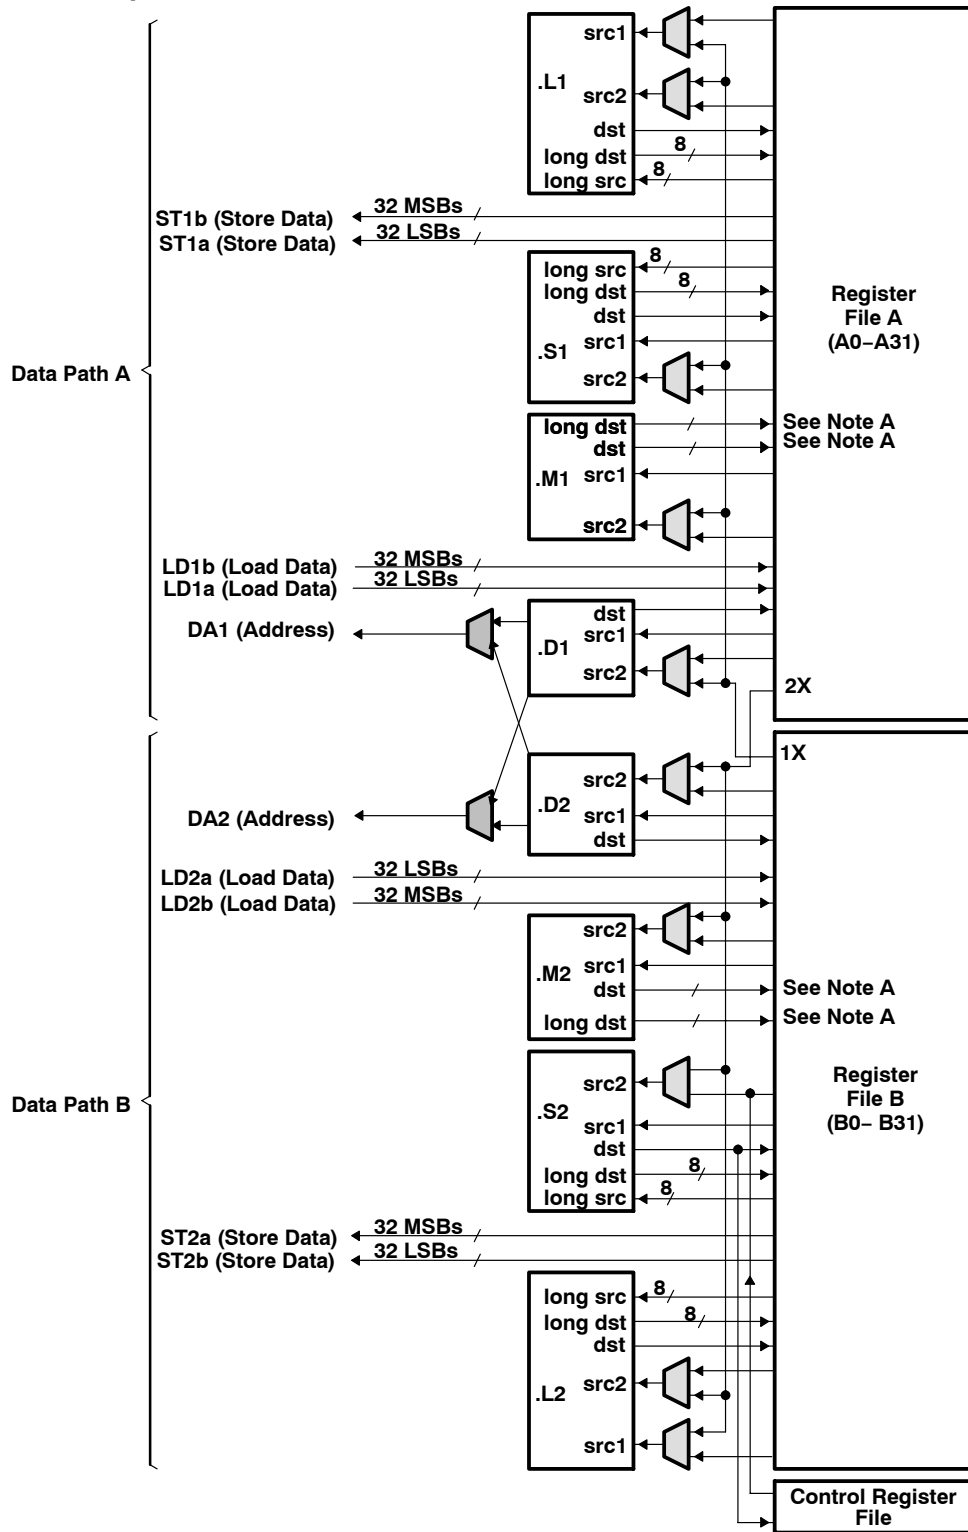 src1
.L1
src2
dst
8
long dst
8
long src
32 MSBs
ST1b (Store Data)
32 LSBs
ST1a (Store Data)
8
long src
8
long dst
dst
Register
File A
(A0–A31)
src1
.S1
src2
Data Path A
long dst
See Note A
dst
See Note A
.M1
src1
src2
32 MSBs
LD1b (Load Data)
32 LSBs
LD1a (Load Data)
dst
DA1 (Address)
src1
.D1
src2
2X
1X
src2
.D2
src1
DA2 (Address)
dst
32 LSBs
LD2a (Load Data)
32 MSBs
LD2b (Load Data)
src2
src1
.M2
dst
See Note A
long dst
See Note A
src2
Register
File B
(B0– B31)
.S2
Data Path B
src1
dst
8
long dst
8
long src
32 MSBs
ST2a (Store Data)
32 LSBs
ST2b (Store Data)
8
long src
8
long dst
dst
src2
.L2
src1
Control Register
File